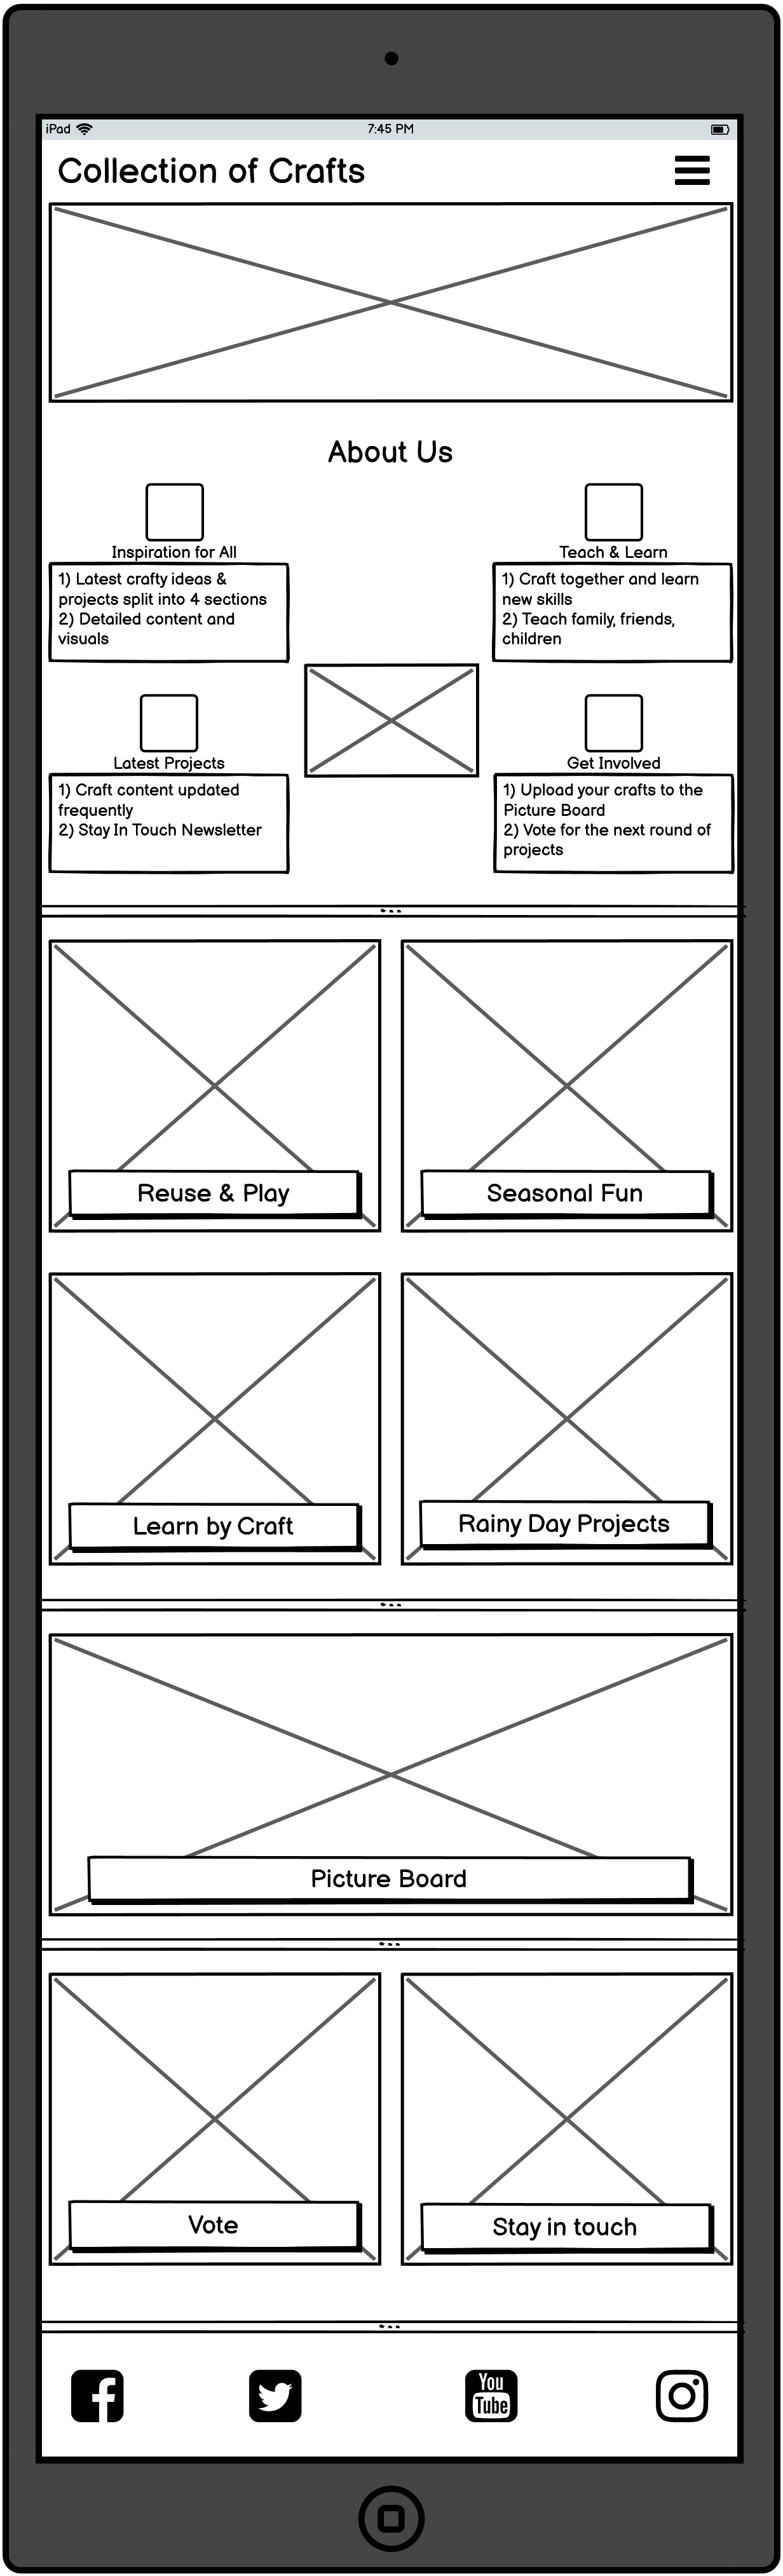 iPad 7:45 PM
Collection of Crafts
About Us
Inspiration for All
1) Latest crafty ideas &
projects split into 4 sections
2) Detailed content and
visuals
Teach & Learn
1) Craft together and learn
new skills
2) Teach family, friends,
children
Latest Projects
1) Craft content updated
frequently
2) Stay In Touch Newsletter
Get Involved
1) Upload your crafts to the
Picture Board
2) Vote for the next round of
projects
Reuse & Play
Seasonal Fun
Learn by Craft
Rainy Day Projects
Picture Board
Vote
Stay in touch
You
Tube